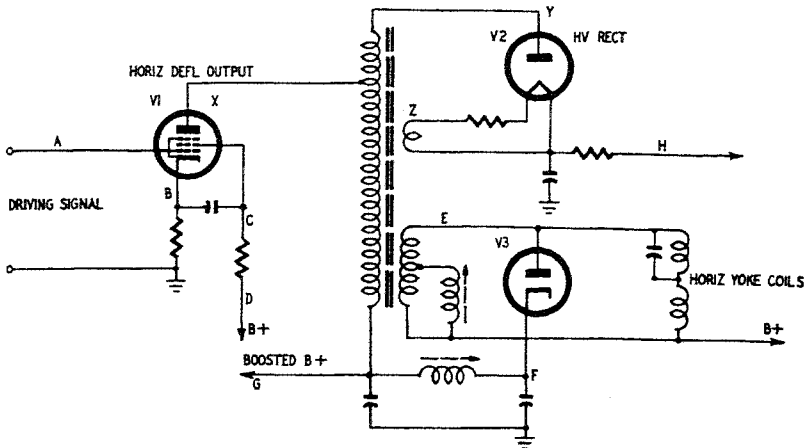 Y
V2
HV RECT
HORIZ DEFL OUTPUT
V1
X
Z
A
H
B
DRIVING SIGNAL
C
E
V3
HORIZ YOKE COILS
D
B+
B+
BOOSTED B+
G
F